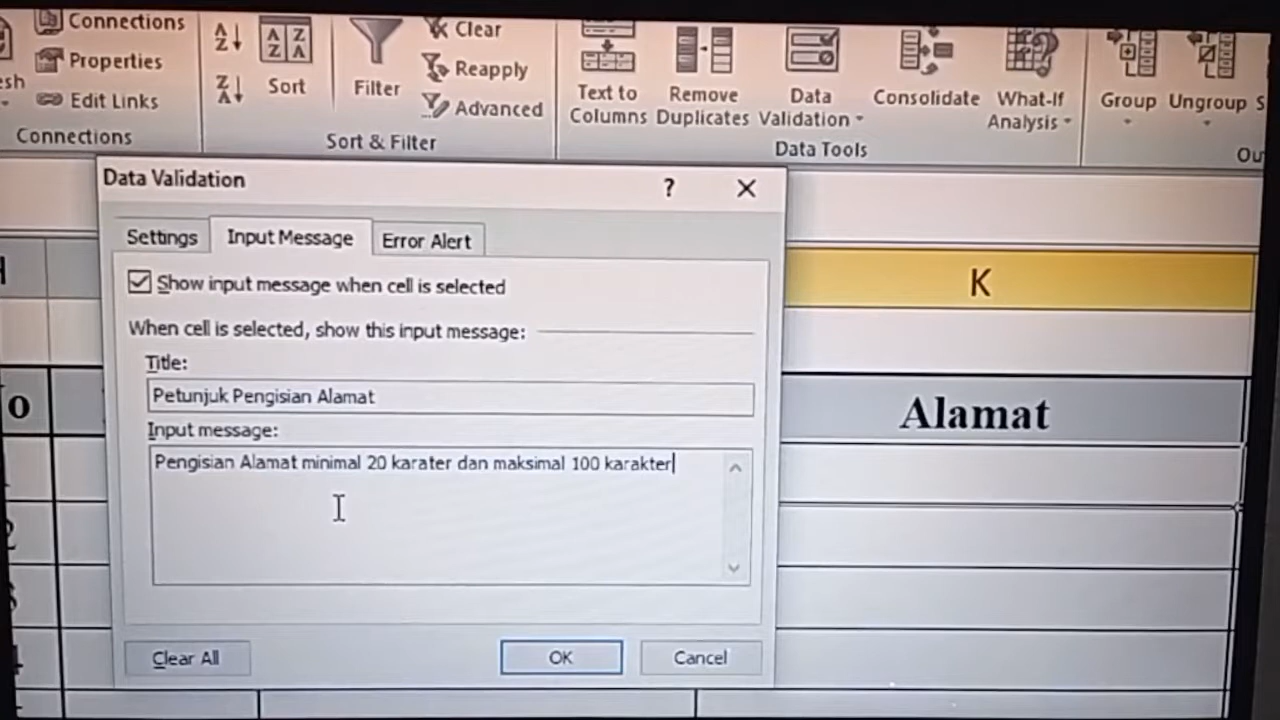 Connections
Properties
Edit Links
Connections
Sort
Sort & Filter
Filter
Clear
Reapply
Advanced
Text to
Columns
Remove
Duplicates
Data
Validation
Data Tools
Consolidate
What-If
Analysis
Group
Ungroup
Data Validation
?
Settings
Input Message
Error Alert
Show input message when cell is selected
When cell is selected, show this input message:
Title:
Petunjuk Pengisian Alamat
Input message:
Pengisian Alamat minimal 20 karater dan maksimal 100 karakter
Clear All
OK
Cancel
K
Alamat